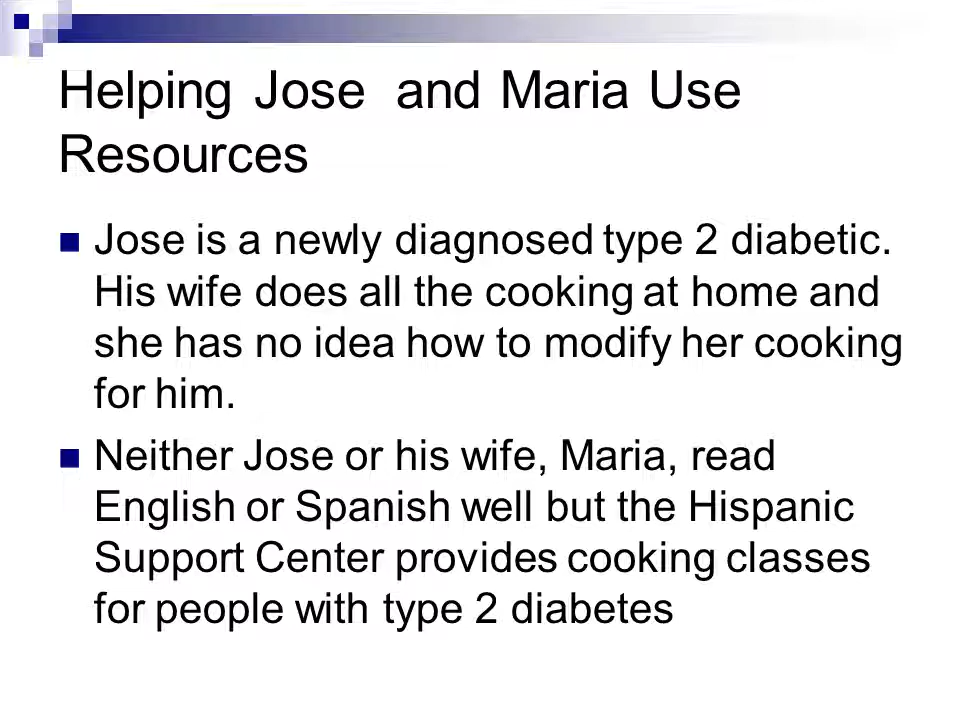 Helping Jose and Maria Use
Resources
Jose is a newly diagnosed type 2 diabetic.
His wife does all the cooking at home and
she has no idea how to modify her cooking
for him.
Neither Jose or his wife, Maria, read
English or Spanish well but the Hispanic
Support Center provides cooking classes
for people with type 2 diabetes